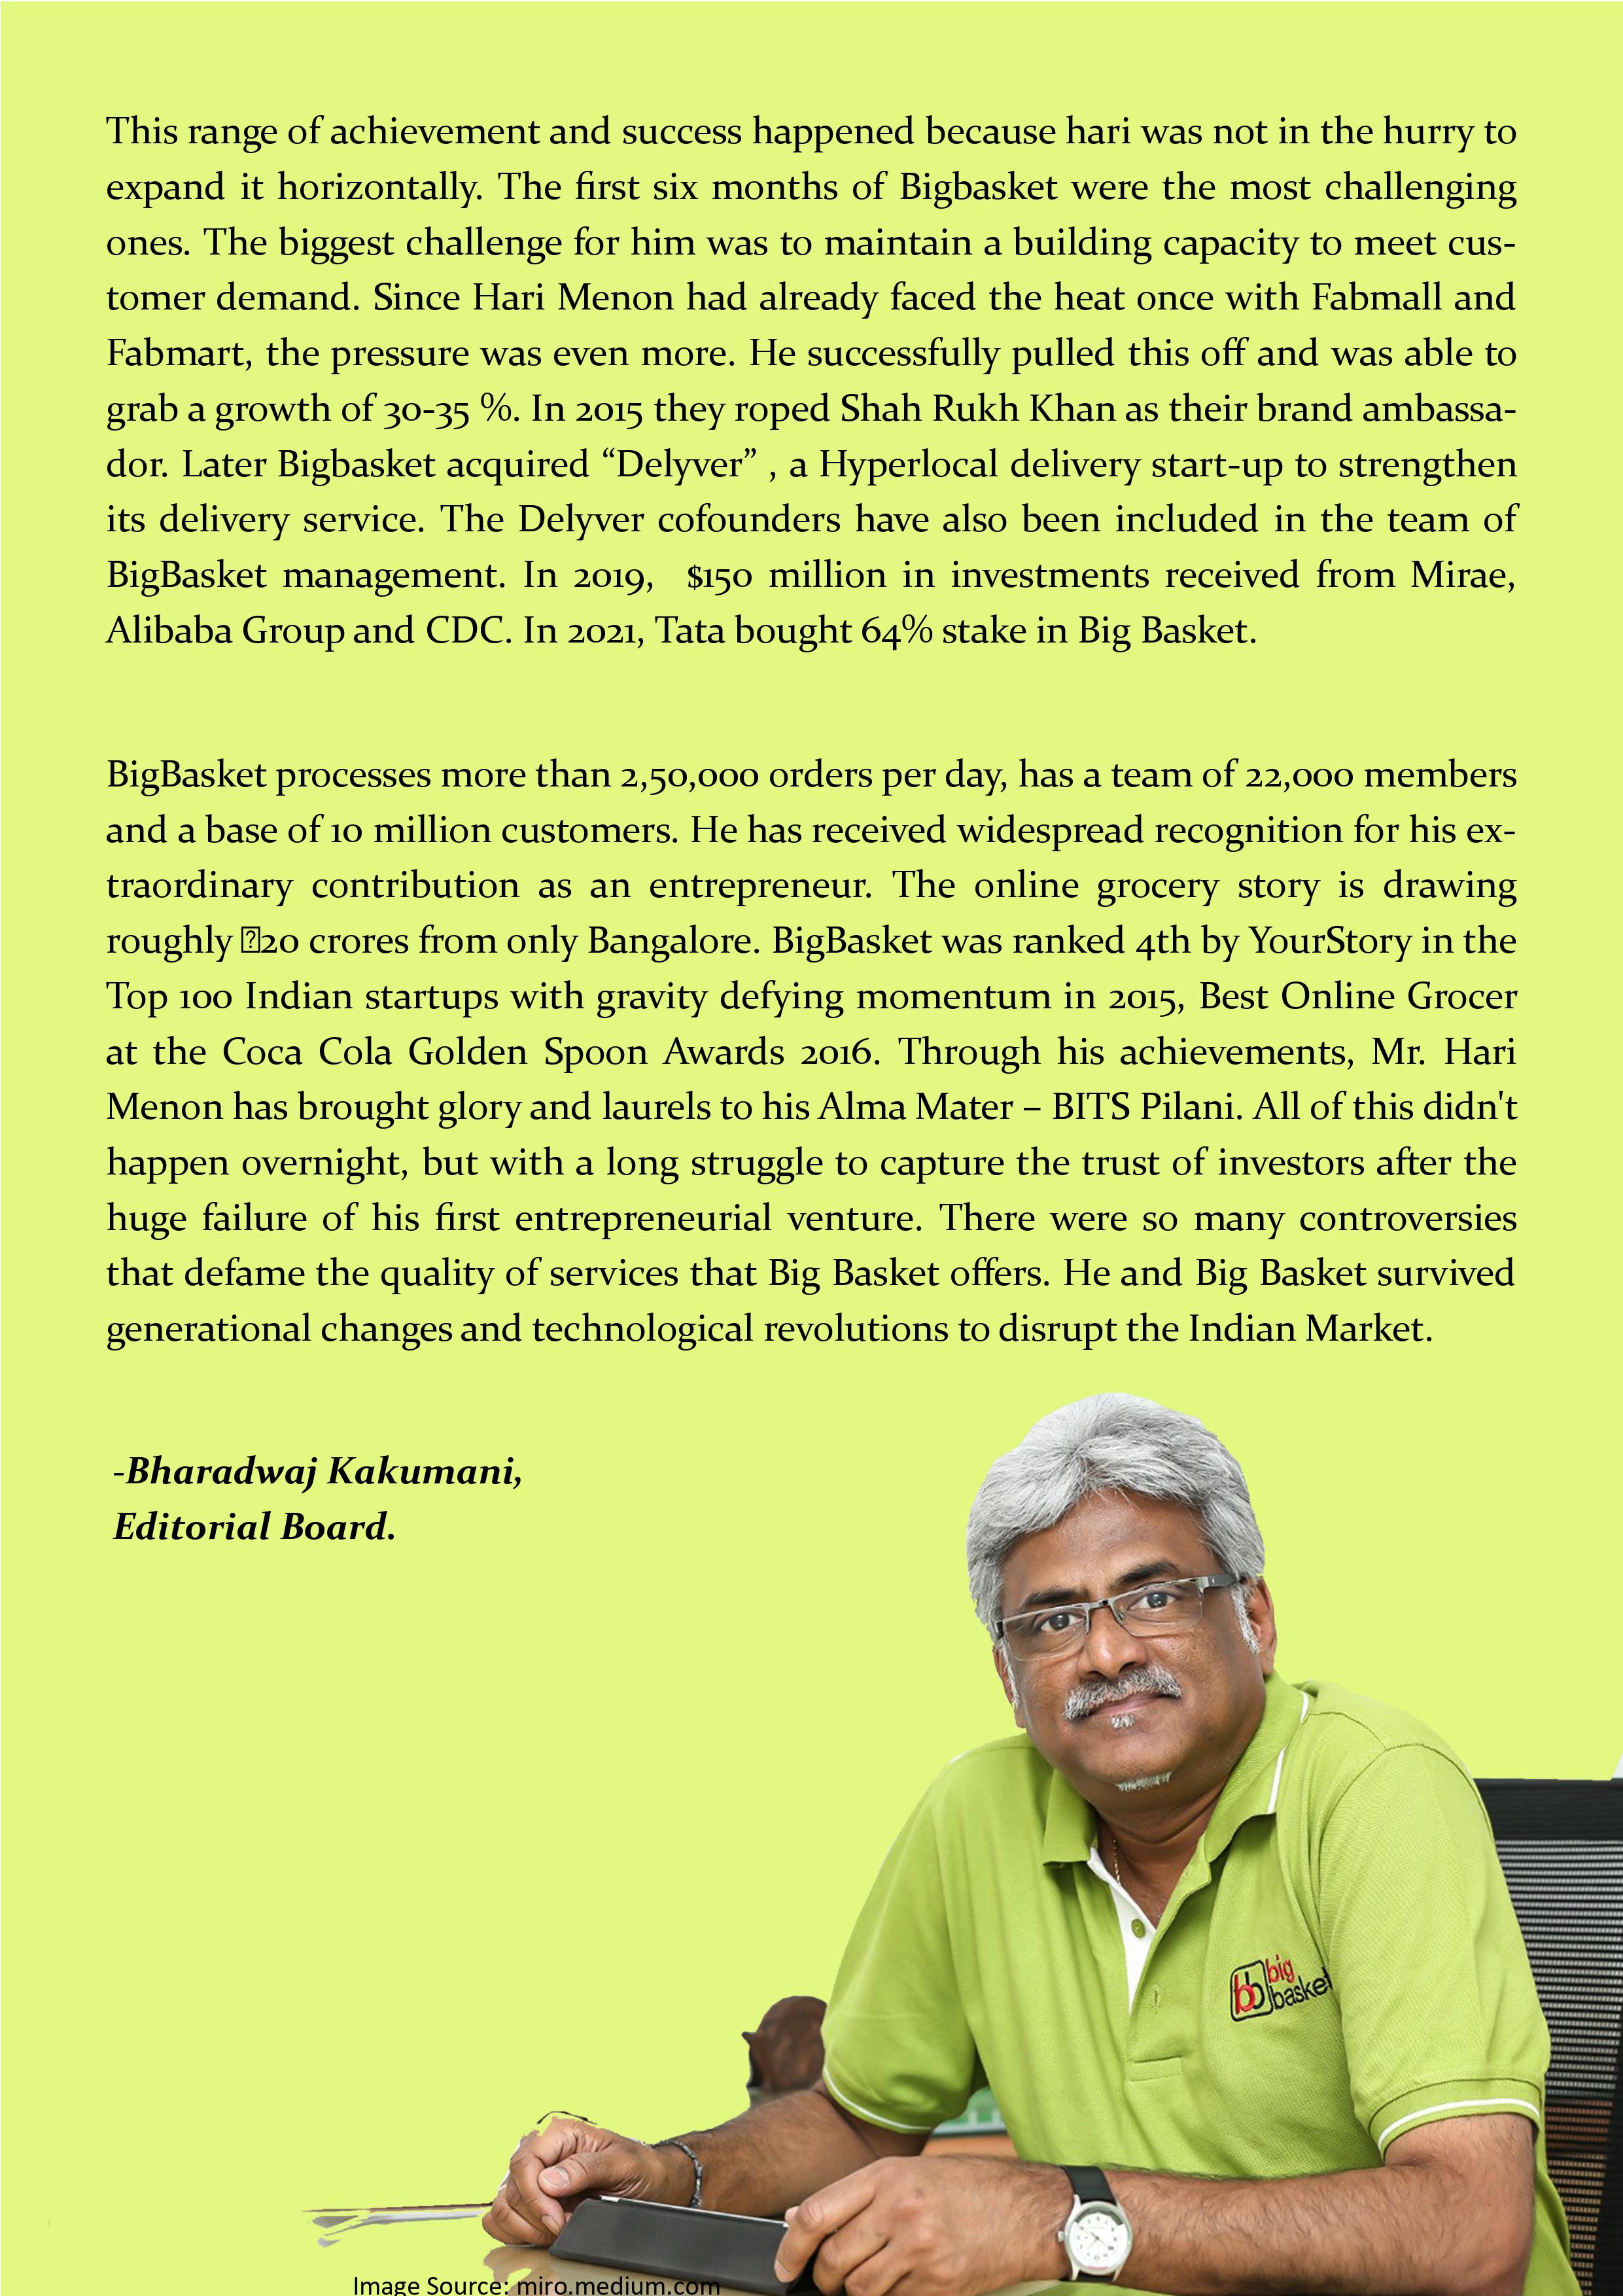 This range of achievement and success happened because hari was not in the hurry to
expand it horizontally. The first six months of Bigbasket were the most challenging
ones. The biggest challenge for him was to maintain a building capacity to meet cus-
tomer demand. Since Hari Menon had already faced the heat once with Fabmall and
Fabmart, the pressure was even more. He successfully pulled this off and was able to
grab a growth of 30-35 %. In 2015 they roped Shah Rukh Khan as their brand ambassa-
dor. Later Bigbasket acquired “Delyver” , a Hyperlocal delivery start-up to strengthen
its delivery service. The Delyver cofounders have also been included in the team of
BigBasket management. In 2019,  $150 million in investments received from Mirae,
Alibaba Group and CDC. In 2021, Tata bought 64% stake in Big Basket.
BigBasket processes more than 2,50,000 orders per day, has a team of 22,000 members
and a base of 10 million customers. He has received widespread recognition for his ex-
traordinary contribution as an entrepreneur. The online grocery story is drawing
roughly 20 crores from only Bangalore. BigBasket was ranked 4th by YourStory in the
Top 100 Indian startups with gravity defying momentum in 2015, Best Online Grocer
at the Coca Cola Golden Spoon Awards 2016. Through his achievements, Mr. Hari
Menon has brought glory and laurels to his Alma Mater – BITS Pilani. All of this didn't
happen overnight, but with a long struggle to capture the trust of investors after the
huge failure of his first entrepreneurial venture. There were so many controversies
that defame the quality of services that Big Basket offers. He and Big Basket survived
generational changes and technological revolutions to disrupt the Indian Market.
-Bharadwaj Kakumani,
Editorial Board.
bb big
basket
Image Source: miro.medium.com